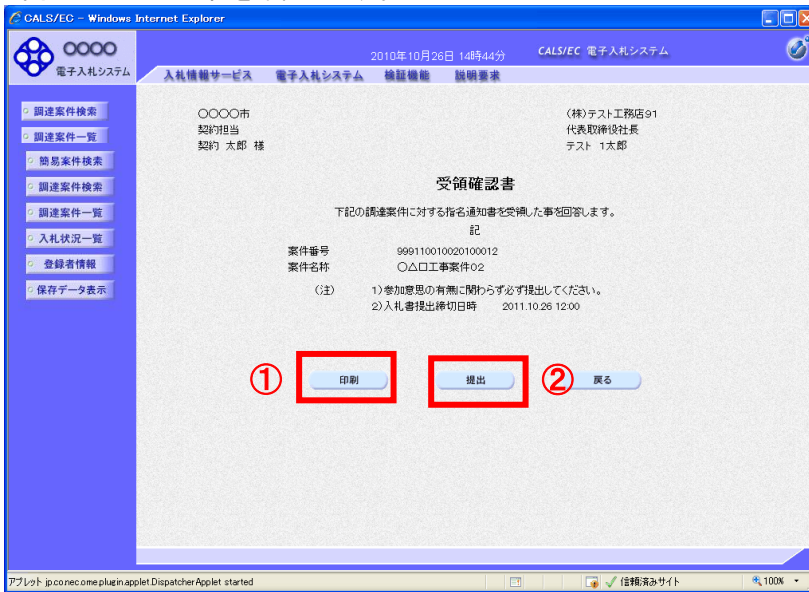 CALS/EC - Windows Internet Explorer
○○○○
電子入札システム
2010年10月26日 14時44分
CALS/EC 電子入札システム
入札情報サービス 電子入札システム 検証機能 説明要求
調達案件検索
調達案件一覧
簡易案件検索
調達案件検索
調達案件一覧
入札状況一覧
登録者情報
保存データ表示
○○○○市
契約担当
契約 太郎 様
(株)テスト工務店91
代表取締役社長
テスト 1太郎
受領確認書
下記の調達案件に対する指名通知書を受領した事を回答します。
記
案件番号 999110010020100012
案件名称 ○△□工事案件02
(注) 1)参加意思の有無に関わらず必ず提出してください。
2)入札書提出締切日時 2011.10.26 12:00
① 印刷 提出 ② 戻る
アプレット jp.co.nec.ome.plugin.applet.DispatcherApplet started
信頼済みサイト
100%